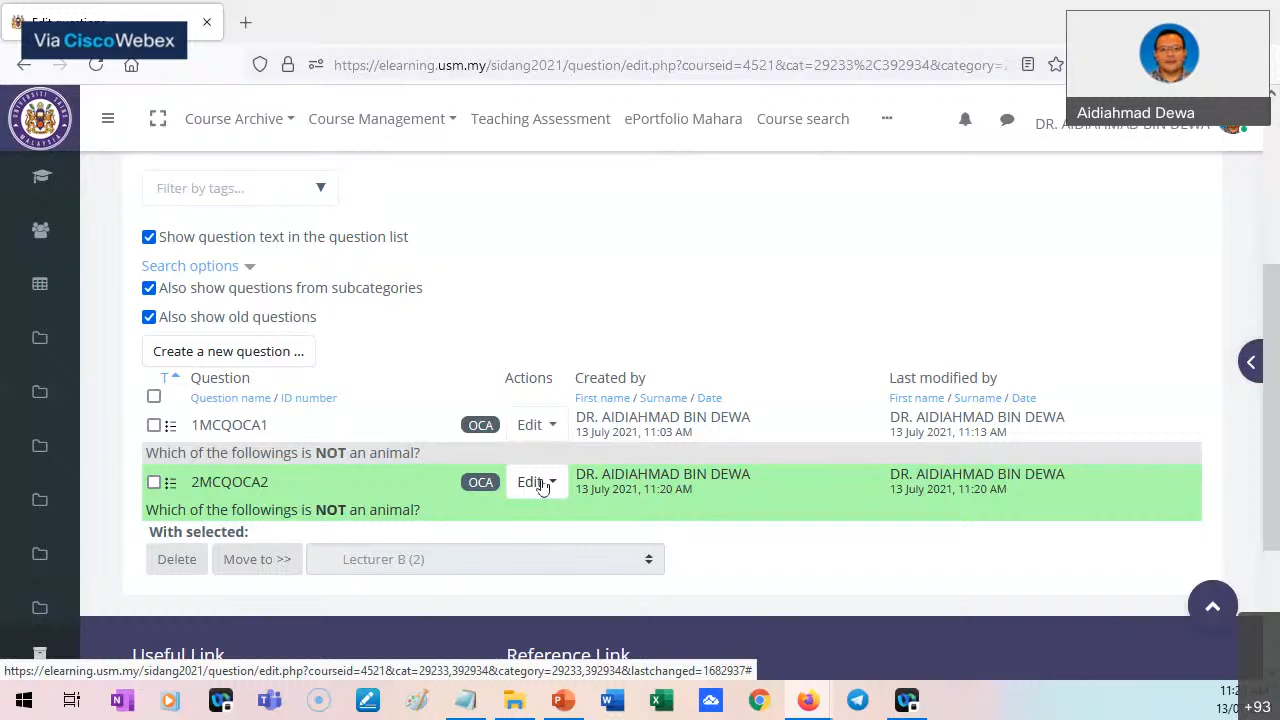 Edit questions
Via CiscoWebex
https://elearning.usm.my/sidang2021/question/edit.php?courseid=4521&cat=29233%2C392934&category=2
Aidiahmad Dewa
UNIVERSITI SAINS MALAYSIA
Course Archive
Course Management
Teaching Assessment
ePortfolio Mahara
Course search
DR. AIDIAHMAD BIN DEWA
Filter by tags...
Show question text in the question list
Search options
Also show questions from subcategories
Also show old questions
Create a new question ...
T Question Actions Created by Last modified by
Question name / ID number First name / Surname / Date First name / Surname / Date
1MCQOCA1 OCA Edit DR. AIDIAHMAD BIN DEWA DR. AIDIAHMAD BIN DEWA
13 July 2021, 11:03 AM 13 July 2021, 11:13 AM
Which of the followings is NOT an animal?
2MCQOCA2 OCA Edit DR. AIDIAHMAD BIN DEWA DR. AIDIAHMAD BIN DEWA
13 July 2021, 11:20 AM 13 July 2021, 11:20 AM
Which of the followings is NOT an animal?
With selected:
Delete Move to >> Lecturer B (2)
Useful Link Reference Link
https://elearning.usm.my/sidang2021/question/edit.php?courseid=4521&cat=29233,392934&category=29233,392934&lastchanged=1682937#
+93